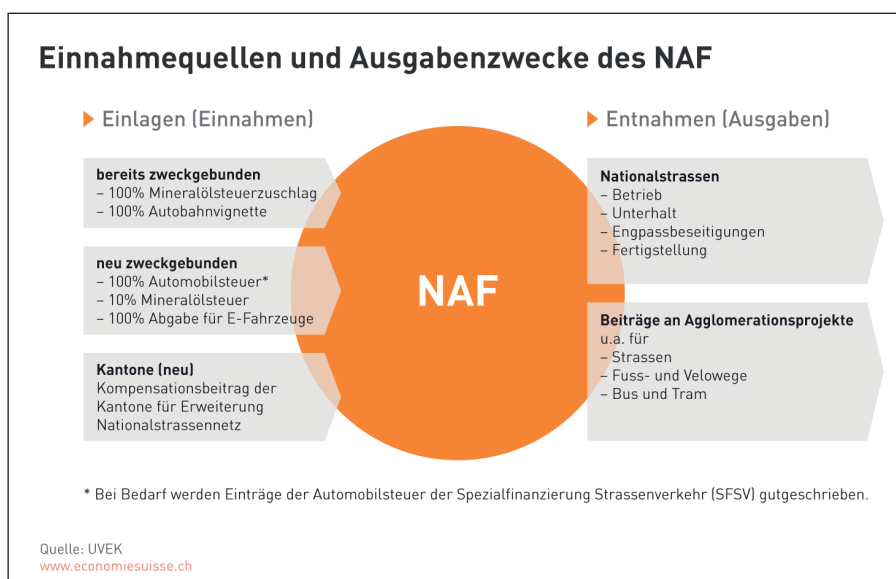 Einnahmequellen und Ausgabenzwecke des NAF
Einlagen (Einnahmen)
bereits zweckgebunden
– 100% Mineralölsteuerzuschlag
– 100% Autobahnvignette
neu zweckgebunden
– 100% Automobilsteuer*
– 10% Mineralölsteuer
– 100% Abgabe für E-Fahrzeuge
Kantone (neu)
Kompensationsbeitrag der
Kantone für Erweiterung
Nationalstrassennetz
NAF
Entnahmen (Ausgaben)
Nationalstrassen
– Betrieb
– Unterhalt
– Engpassbeseitigungen
– Fertigstellung
Beiträge an Agglomerationsprojekte
u.a. für
– Strassen
– Fuss- und Velowege
– Bus und Tram
* Bei Bedarf werden Einträge der Automobilsteuer der Spezialfinanzierung Strassenverkehr (SFSV) gutgeschrieben.
Quelle: UVEK
www.economiesuisse.ch